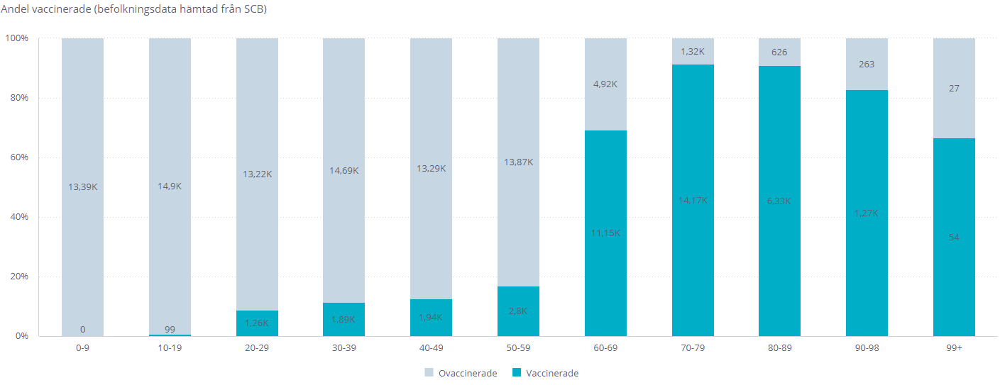 Andel vaccinerade (befolkningsdata hämtad från SCB)
100%
1,32K
626
263
80%
4,92K
27
60%
13,39K
14,9K
13,22K
14,69K
13,29K
13,87K
40%
11,15K
14,17K
6,33K
1,27K
54
20%
0
99
1,26K
1,89K
1,94K
2,8K
0%
0-9 10-19 20-29 30-39 40-49 50-59 60-69 70-79 80-89 90-98 99+
Ovaccinerade Vaccinerade